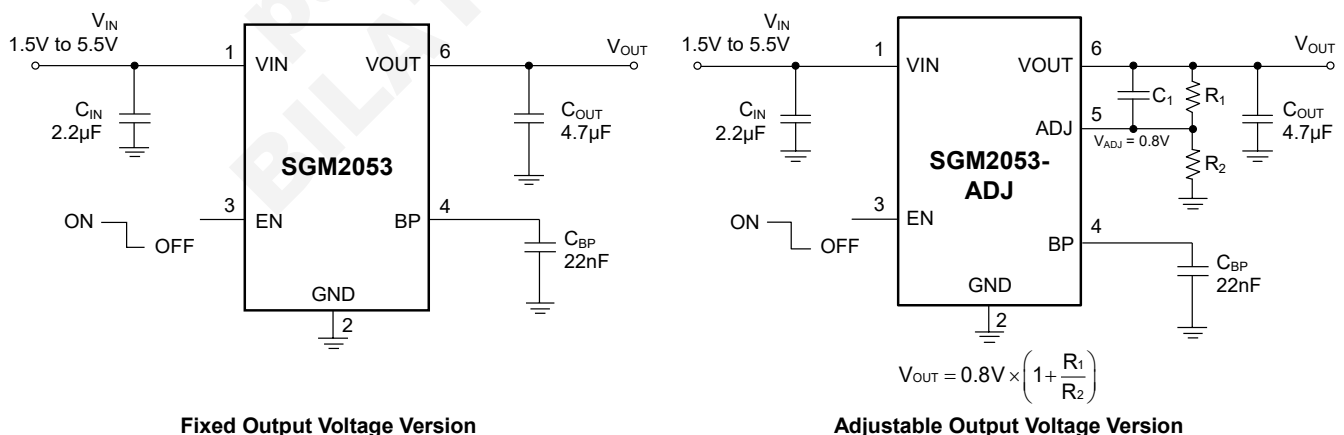 VIN
1.5V to 5.5V
1
VIN
VOUT
6
VOUT
CIN
2.2µF
COUT
4.7µF
SGM2053
ON
OFF
3
EN
BP
4
CBP
22nF
GND
2
Fixed Output Voltage Version
VIN
1.5V to 5.5V
1
VIN
VOUT
6
VOUT
CIN
2.2µF
C1
R1
COUT
4.7µF
ADJ
5
VADJ = 0.8V
R2
SGM2053-
ADJ
ON
OFF
3
EN
BP
4
CBP
22nF
GND
2
VOUT = 0.8V × (1 + R1/R2)
Adjustable Output Voltage Version